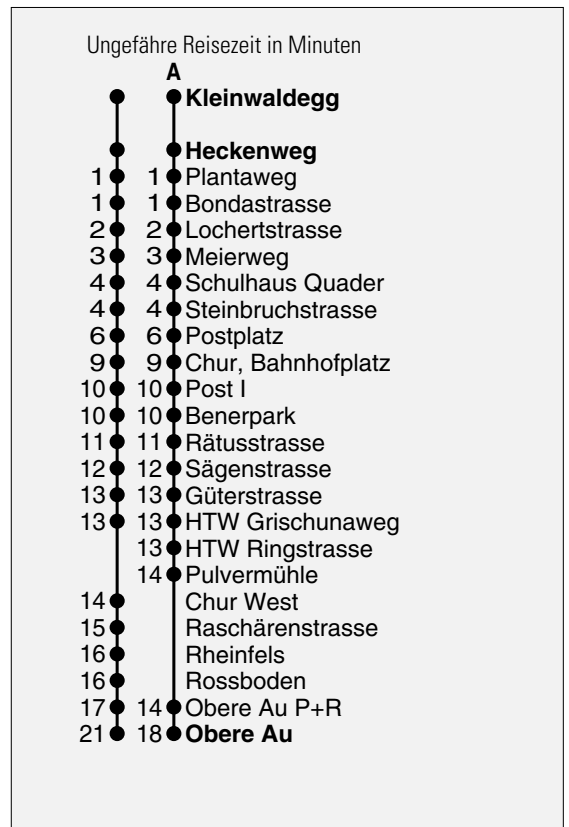 Ungefähre Reisezeit in Minuten
A
Kleinwaldegg
Heckenweg
1 1 Plantaweg
1 1 Bondastrasse
2 2 Lochertstrasse
3 3 Meierweg
4 4 Schulhaus Quader
4 4 Steinbruchstrasse
6 6 Postplatz
9 9 Chur, Bahnhofplatz
10 10 Post I
10 10 Benerpark
11 11 Rätusstrasse
12 12 Sägenstrasse
13 13 Güterstrasse
13 13 HTW Grischunaweg
13 HTW Ringstrasse
14 Pulvermühle
14 Chur West
15 Raschärenstrasse
16 Rheinfels
16 Rossboden
17 14 Obere Au P+R
21 18 Obere Au